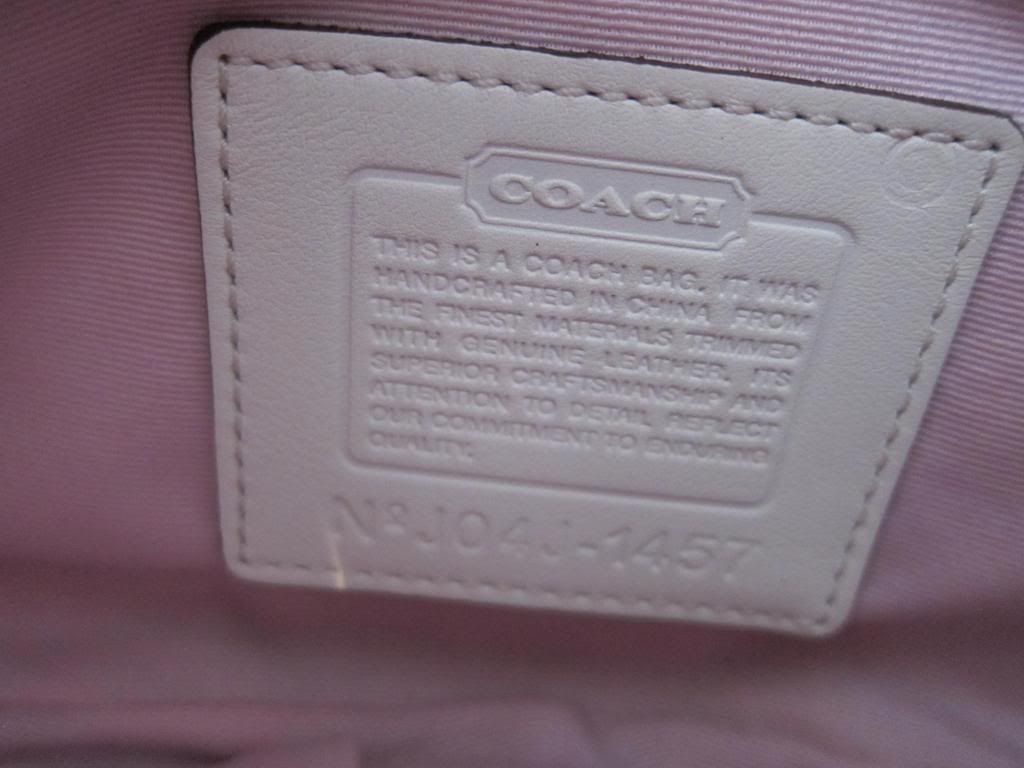 COACH
THIS IS A COACH BAG. IT WAS
HANDCRAFTED IN CHINA FROM
THE FINEST MATERIALS TRIMMED
WITH GENUINE LEATHER. ITS
SUPERIOR CRAFTSMANSHIP AND
ATTENTION TO DETAIL REFLECT
OUR COMMITMENT TO ENDURING
QUALITY.
Nº J04J-1457